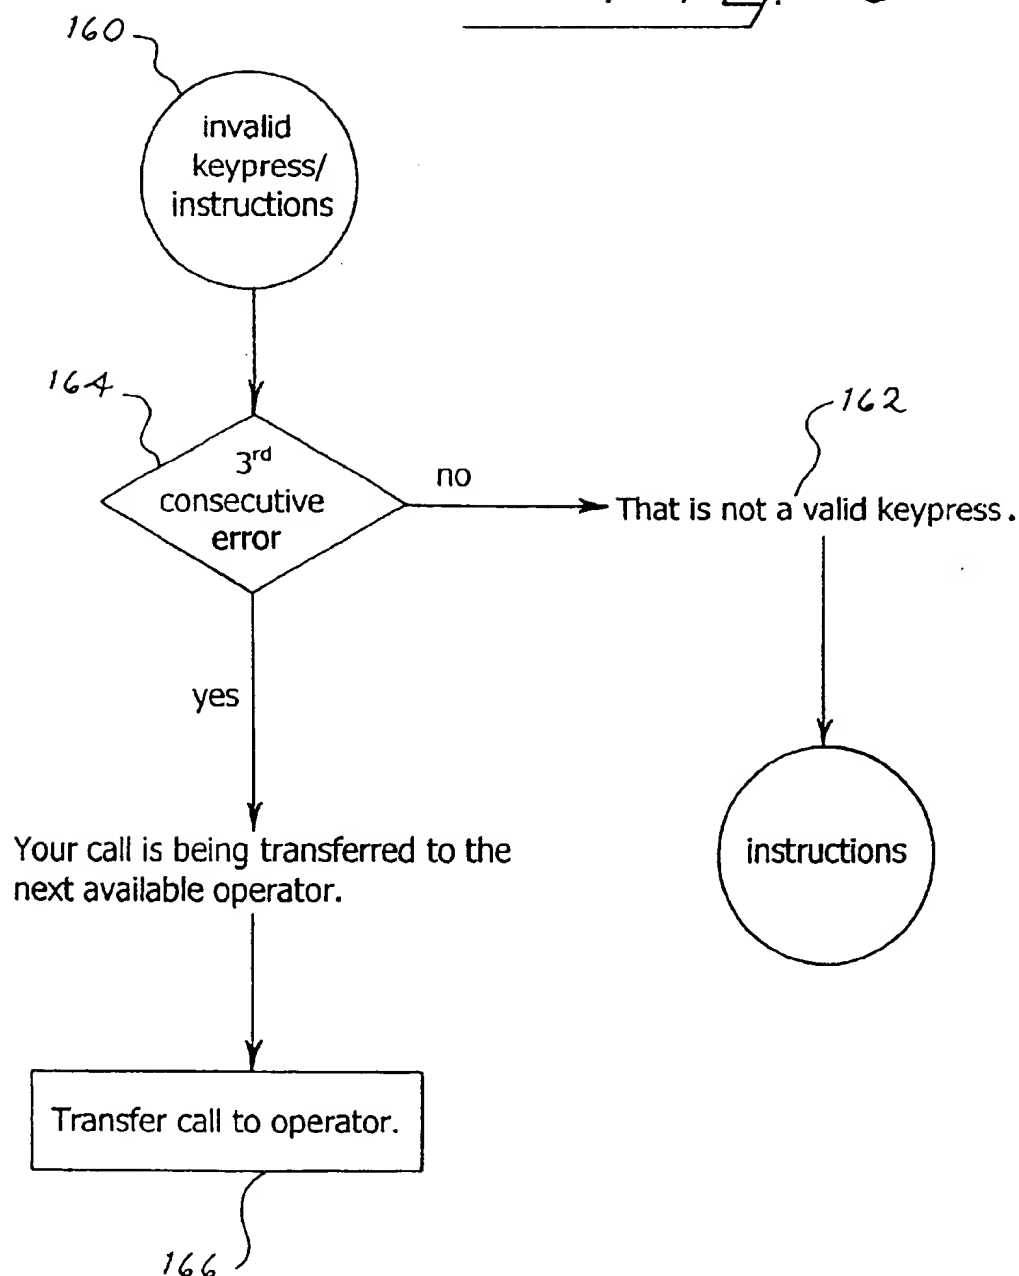 160
invalid
keypress/
instructions
164
3rd
consecutive
error
no
162
That is not a valid keypress.
yes
Your call is being transferred to the
next available operator.
instructions
Transfer call to operator.
166